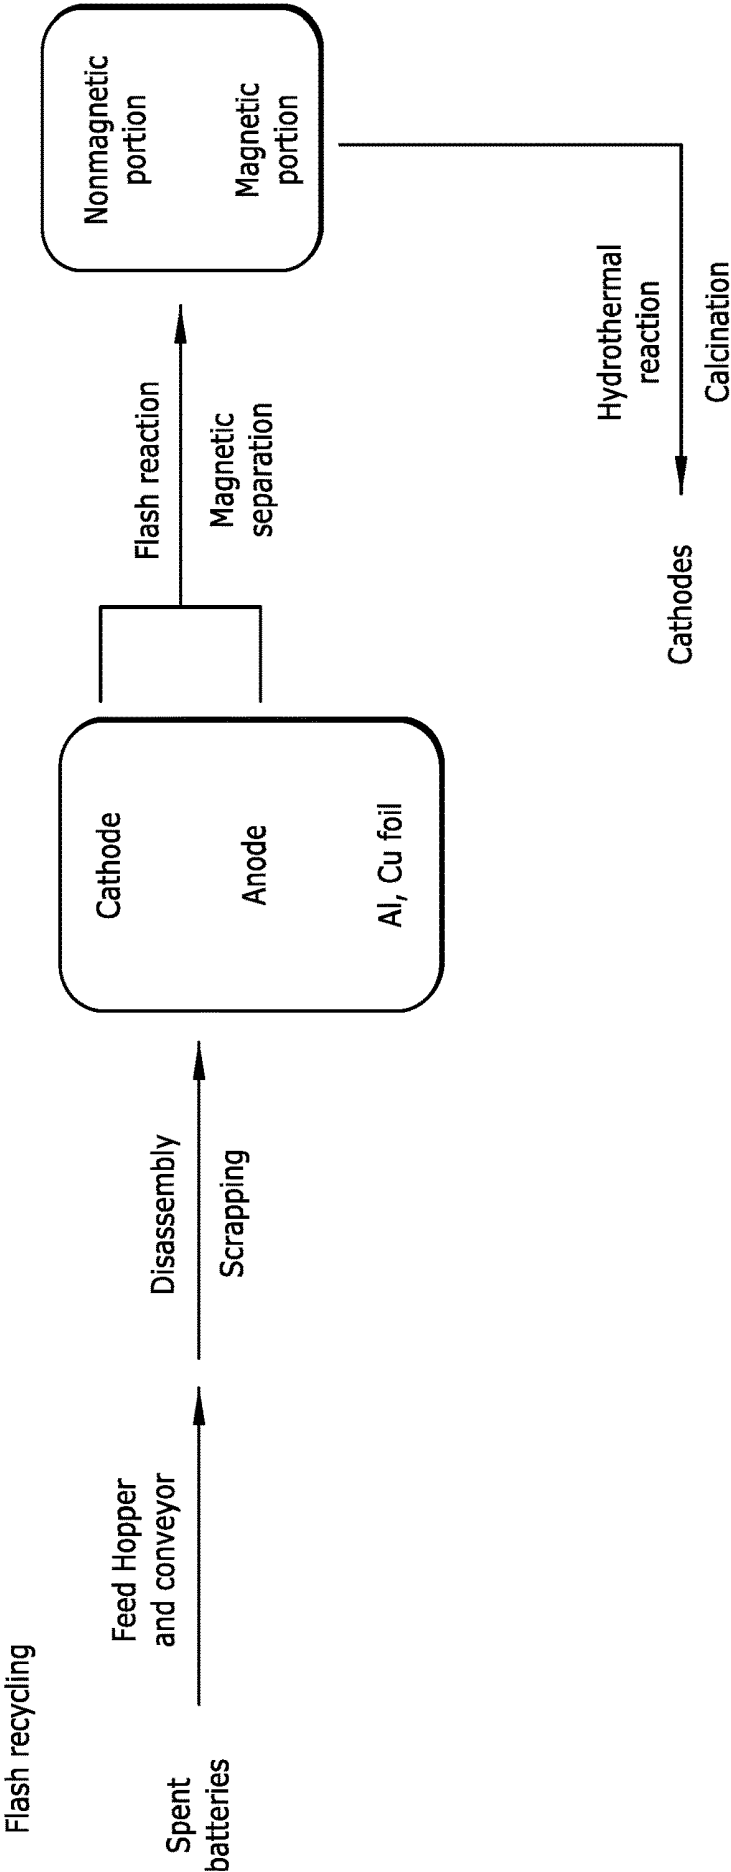 Flash recycling
Spent
batteries
Feed Hopper
and conveyor
Disassembly
Scrapping
Cathode
Anode
Al, Cu foil
Flash reaction
Magnetic
separation
Nonmagnetic
portion
Magnetic
portion
Hydrothermal
reaction
Calcination
Cathodes